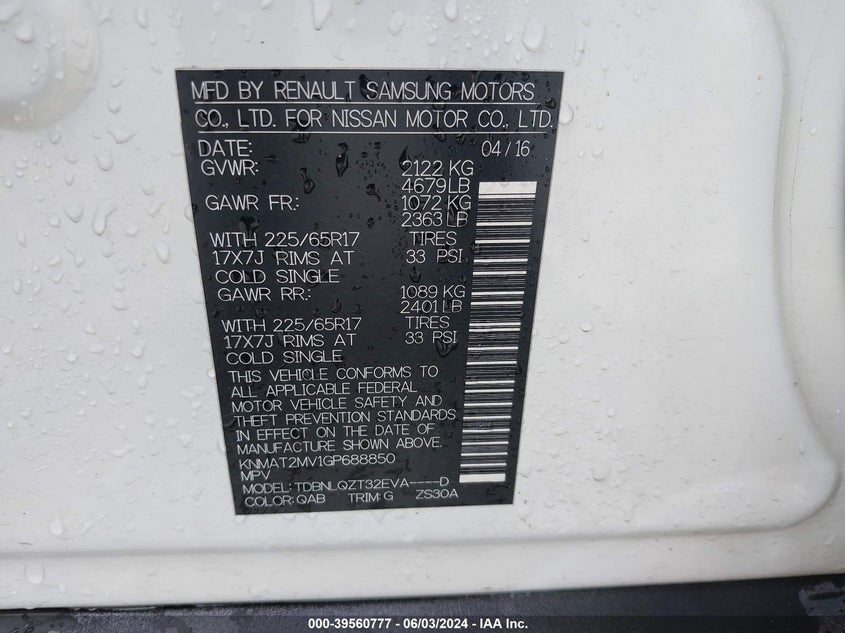 MFD BY RENAULT SAMSUNG MOTORS
CO., LTD. FOR NISSAN MOTOR CO., LTD.
DATE: 04/16
GVWR: 2122 KG
4679LB
GAWR FR.: 1072 KG
2363 LB
WITH 225/65R17 TIRES
17X7J RIMS AT 33 PSI
COLD SINGLE
GAWR RR.: 1089 KG
2401 LB
WITH 225/65R17 TIRES
17X7J RIMS AT 33 PSI
COLD SINGLE
THIS VEHICLE CONFORMS TO
ALL APPLICABLE FEDERAL
MOTOR VEHICLE SAFETY AND
THEFT PREVENTION STANDARDS
IN EFFECT ON THE DATE OF
MANUFACTURE SHOWN ABOVE.
KNMAT2MV1GP688850
MPV
MODEL: TDBNLQZT32EVA----D
COLOR: QAB TRIM: G ZS30A
000-39560777 - 06/03/2024 - IAA Inc.